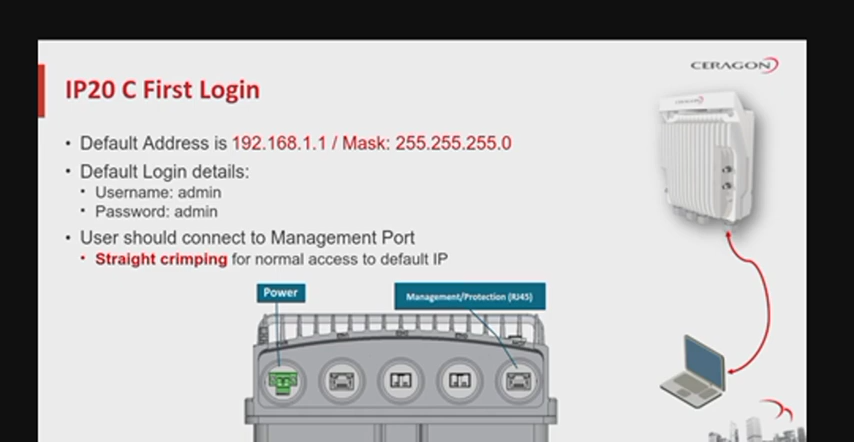 CERAGON
IP20 C First Login
• Default Address is 192.168.1.1 / Mask: 255.255.255.0
• Default Login details:
• Username: admin
• Password: admin
• User should connect to Management Port
• Straight crimping for normal access to default IP
Power
Management/Protection (RJ45)